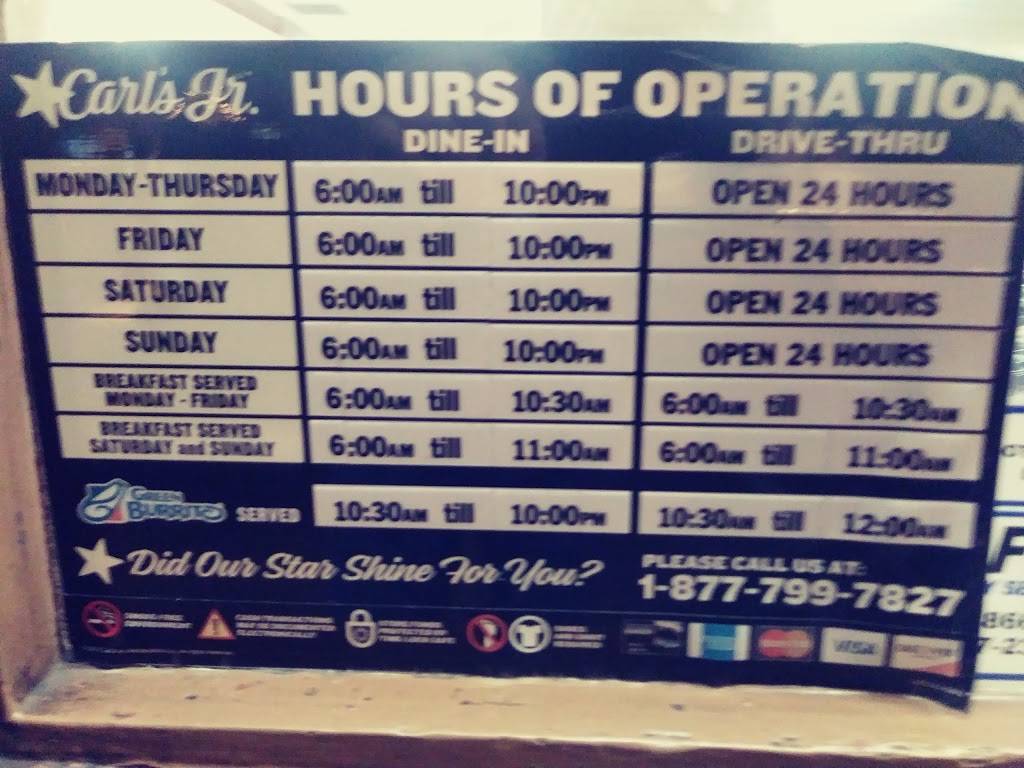 Carl's Jr. HOURS OF OPERATION
DINE-IN DRIVE-THRU
MONDAY-THURSDAY 6:00AM till 10:00PM OPEN 24 HOURS
FRIDAY 6:00AM till 10:00PM OPEN 24 HOURS
SATURDAY 6:00AM till 10:00PM OPEN 24 HOURS
SUNDAY 6:00AM till 10:00PM OPEN 24 HOURS
BREAKFAST SERVED
MONDAY - FRIDAY 6:00AM till 10:30AM 6:00AM till 10:30AM
BREAKFAST SERVED
SATURDAY and SUNDAY 6:00AM till 11:00AM 6:00AM till 11:00AM
GREEN
BURRITO SERVED 10:30AM till 10:00PM 10:30AM till 12:00AM
Did Our Star Shine For You?
PLEASE CALL US AT:
1-877-799-7827
VISA